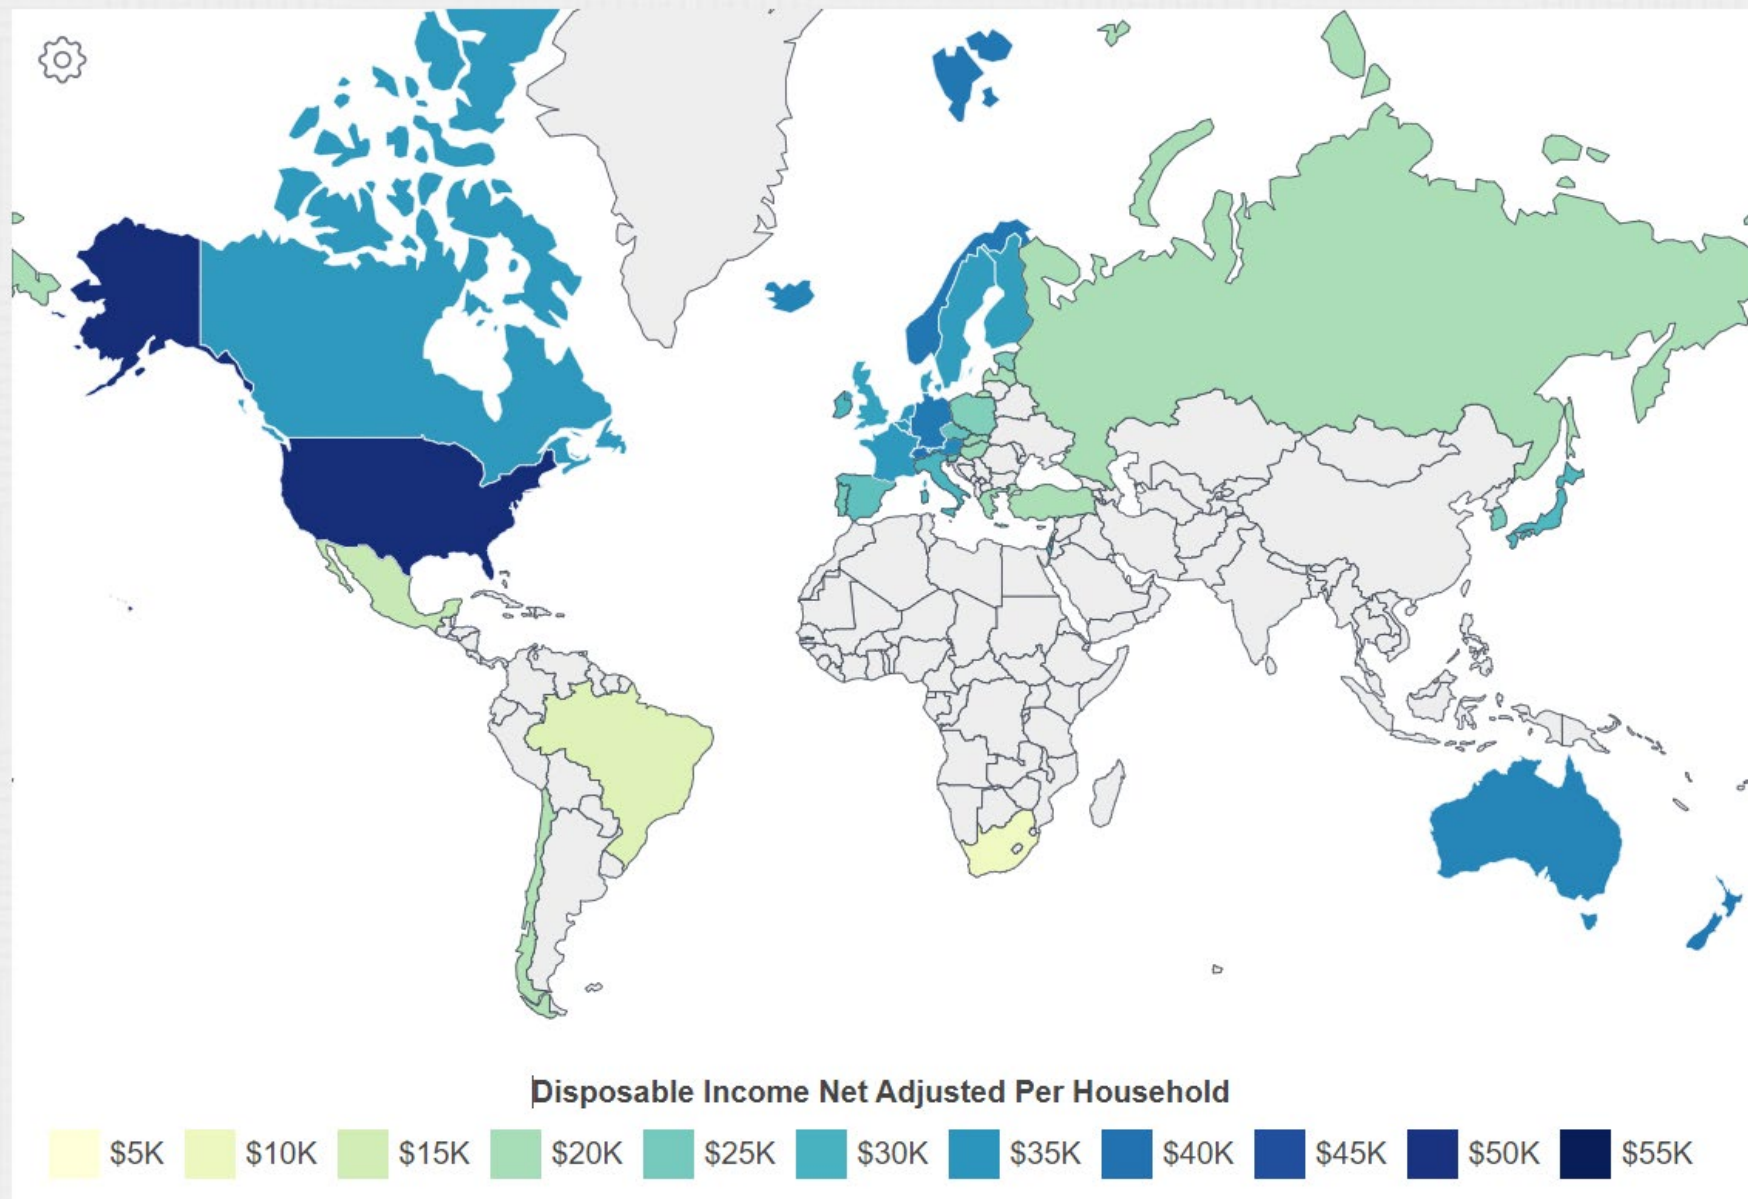 Disposable Income Net Adjusted Per Household
$5K $10K $15K $20K $25K $30K $35K $40K $45K $50K $55K